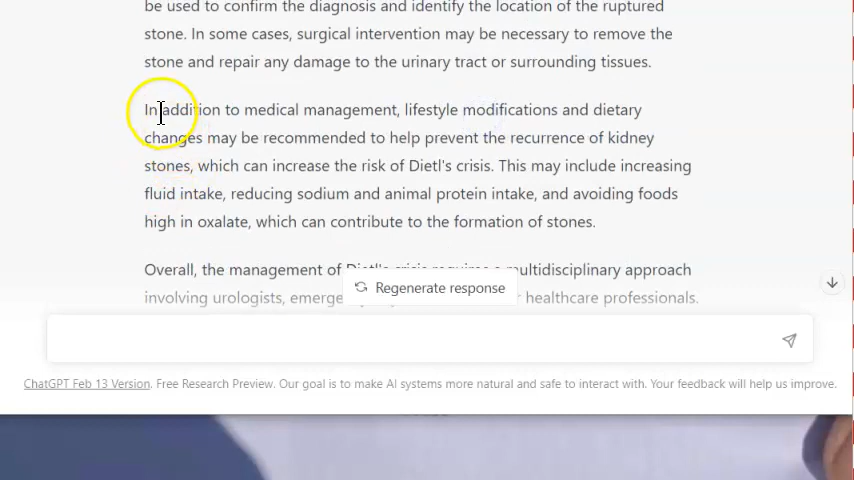 be used to confirm the diagnosis and identify the location of the ruptured
stone. In some cases, surgical intervention may be necessary to remove the
stone and repair any damage to the urinary tract or surrounding tissues.
In addition to medical management, lifestyle modifications and dietary
changes may be recommended to help prevent the recurrence of kidney
stones, which can increase the risk of Dietl's crisis. This may include increasing
fluid intake, reducing sodium and animal protein intake, and avoiding foods
high in oxalate, which can contribute to the formation of stones.
Overall, the management of Dietl's crisis requires a multidisciplinary approach
involving urologists, healthcare professionals.
Regenerate response
ChatGPT Feb 13 Version. Free Research Preview. Our goal is to make AI systems more natural and safe to interact with. Your feedback will help us improve.